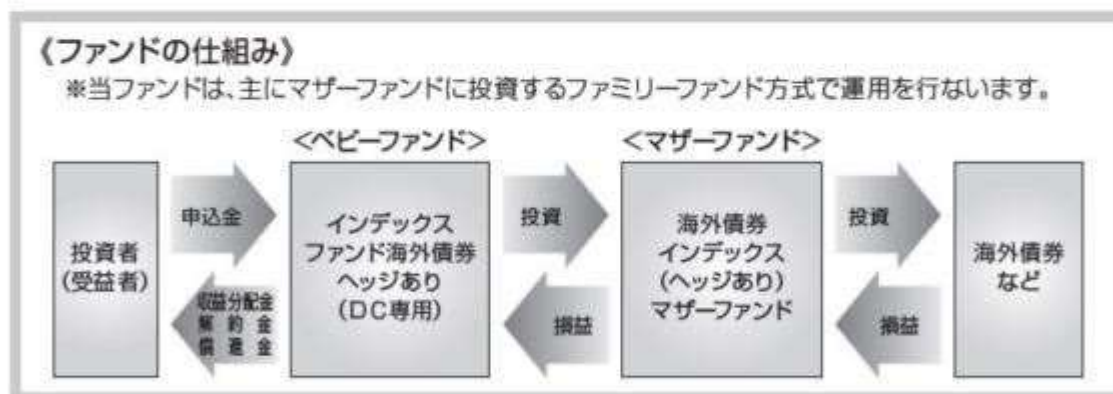 《ファンドの仕組み》
※当ファンドは、主にマザーファンドに投資するファミリーファンド方式で運用を行ないます。
<ベビーファンド>
<マザーファンド>
投資者
(受益者)
申込金
収益分配金
解約金
償還金
インデックス
ファンド海外債券
ヘッジあり
(DC専用)
投資
損益
海外債券
インデックス
(ヘッジあり)
マザーファンド
投資
損益
海外債券
など